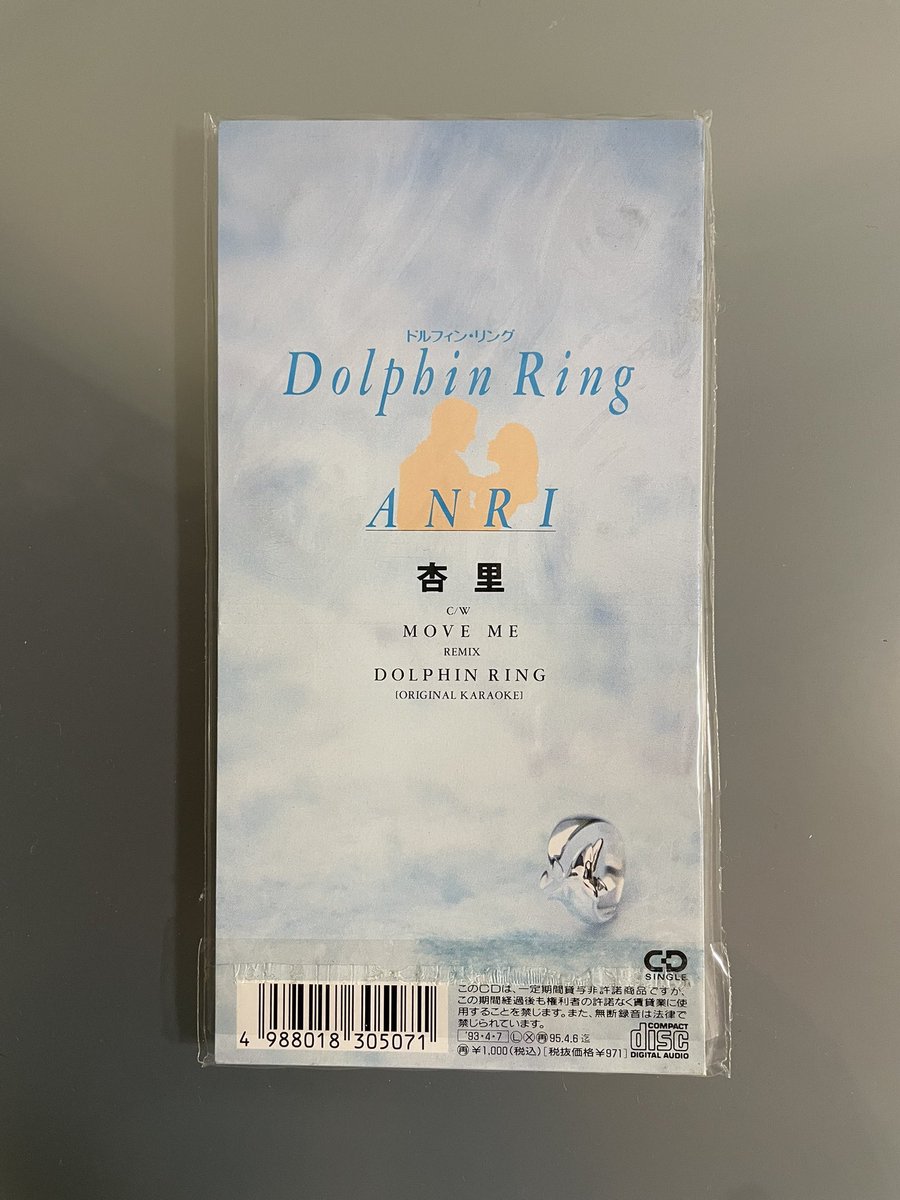 ドルフィン・リング
Dolphin Ring
ANRI
杏里
C/W
MOVE ME
REMIX
DOLPHIN RING
[ORIGINAL KARAOKE]
CD
SINGLE
このCDは、一定期間貸与非許諾商品ですが、
この期間経過後も権利者の許諾なく賃貸業に使
用することを禁じます。また、無断録音は法律で
禁じられています。
'93・4・7 Ⓛ Ⓧ 再 95.4.6 迄
再 ¥1,000(税込)[税抜価格¥971]
COMPACT
disc
DIGITAL AUDIO
4 988018 305071